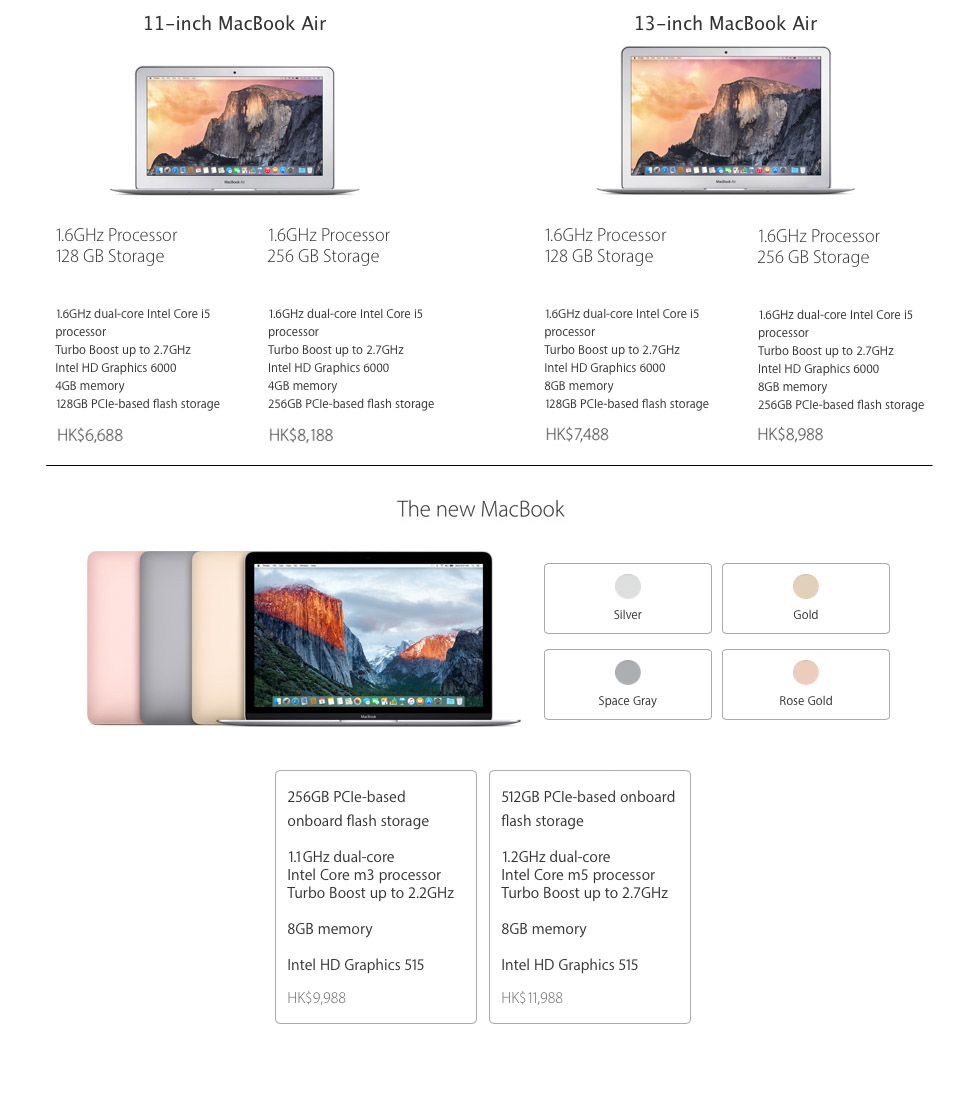 11-inch MacBook Air
13-inch MacBook Air
MacBook Air
MacBook Air
1.6GHz Processor
128 GB Storage
1.6GHz Processor
256 GB Storage
1.6GHz Processor
128 GB Storage
1.6GHz Processor
256 GB Storage
1.6GHz dual-core Intel Core i5
processor
Turbo Boost up to 2.7GHz
Intel HD Graphics 6000
4GB memory
128GB PCIe-based flash storage
HK$6,688
1.6GHz dual-core Intel Core i5
processor
Turbo Boost up to 2.7GHz
Intel HD Graphics 6000
4GB memory
256GB PCIe-based flash storage
HK$8,188
1.6GHz dual-core Intel Core i5
processor
Turbo Boost up to 2.7GHz
Intel HD Graphics 6000
8GB memory
128GB PCIe-based flash storage
HK$7,488
1.6GHz dual-core Intel Core i5
processor
Turbo Boost up to 2.7GHz
Intel HD Graphics 6000
8GB memory
256GB PCIe-based flash storage
HK$8,988
The new MacBook
MacBook
Silver
Gold
Space Gray
Rose Gold
256GB PCIe-based
onboard flash storage
1.1GHz dual-core
Intel Core m3 processor
Turbo Boost up to 2.2GHz
8GB memory
Intel HD Graphics 515
HK$9,988
512GB PCIe-based onboard
flash storage
1.2GHz dual-core
Intel Core m5 processor
Turbo Boost up to 2.7GHz
8GB memory
Intel HD Graphics 515
HK$11,988